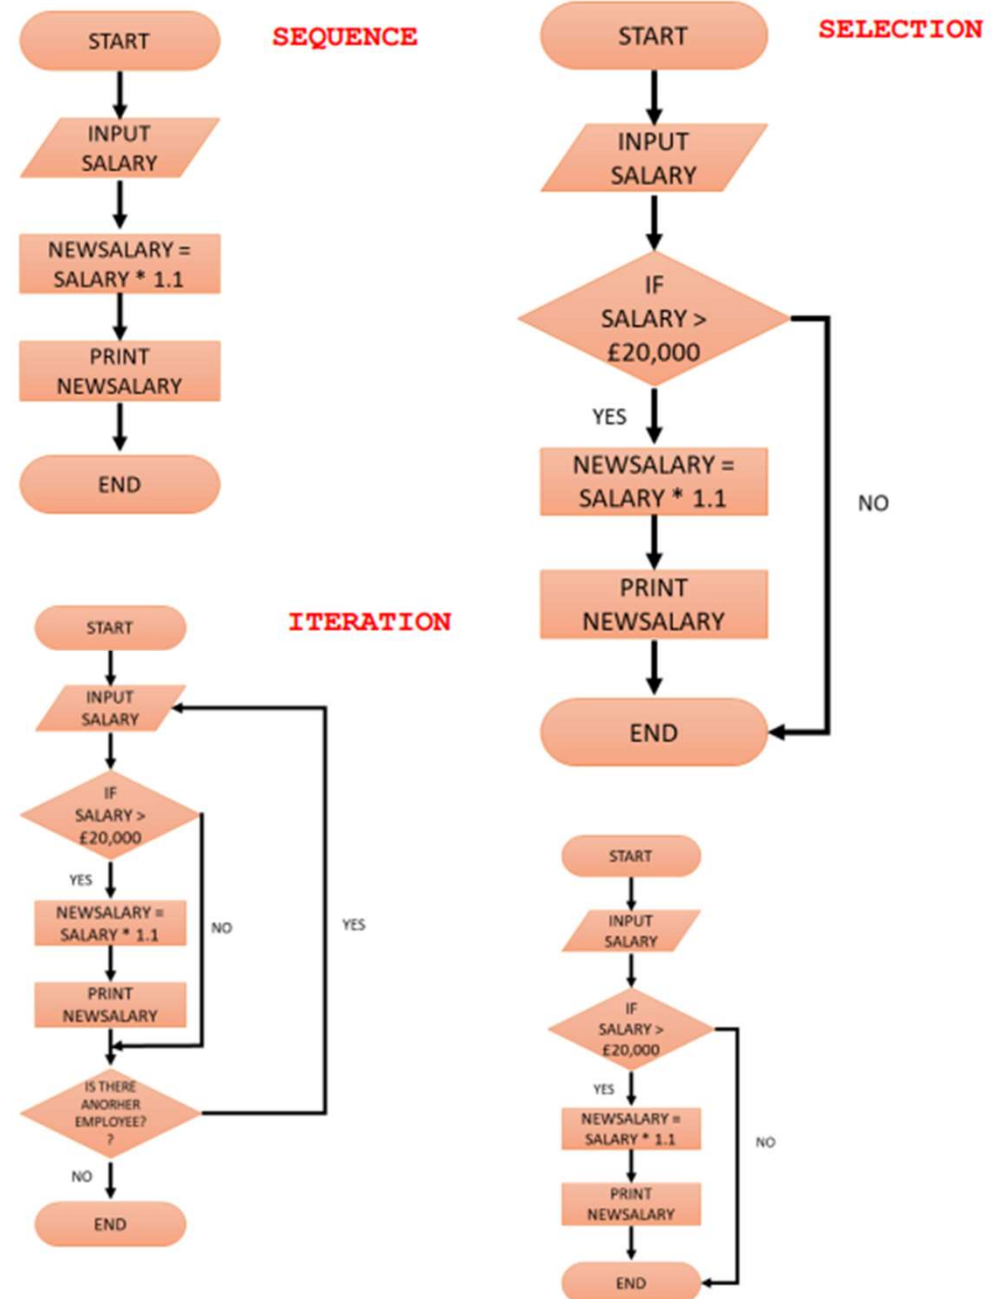 SEQUENCE
START
INPUT
SALARY
NEWSALARY =
SALARY * 1.1
PRINT
NEWSALARY
END
SELECTION
START
INPUT
SALARY
IF
SALARY >
£20,000
YES
NO
NEWSALARY =
SALARY * 1.1
PRINT
NEWSALARY
END
ITERATION
START
INPUT
SALARY
IF
SALARY >
£20,000
YES
NO
YES
NEWSALARY =
SALARY * 1.1
PRINT
NEWSALARY
IS THERE
ANORHER
EMPLOYEE?
?
NO
END
START
INPUT
SALARY
IF
SALARY >
£20,000
YES
NO
NEWSALARY =
SALARY * 1.1
PRINT
NEWSALARY
END